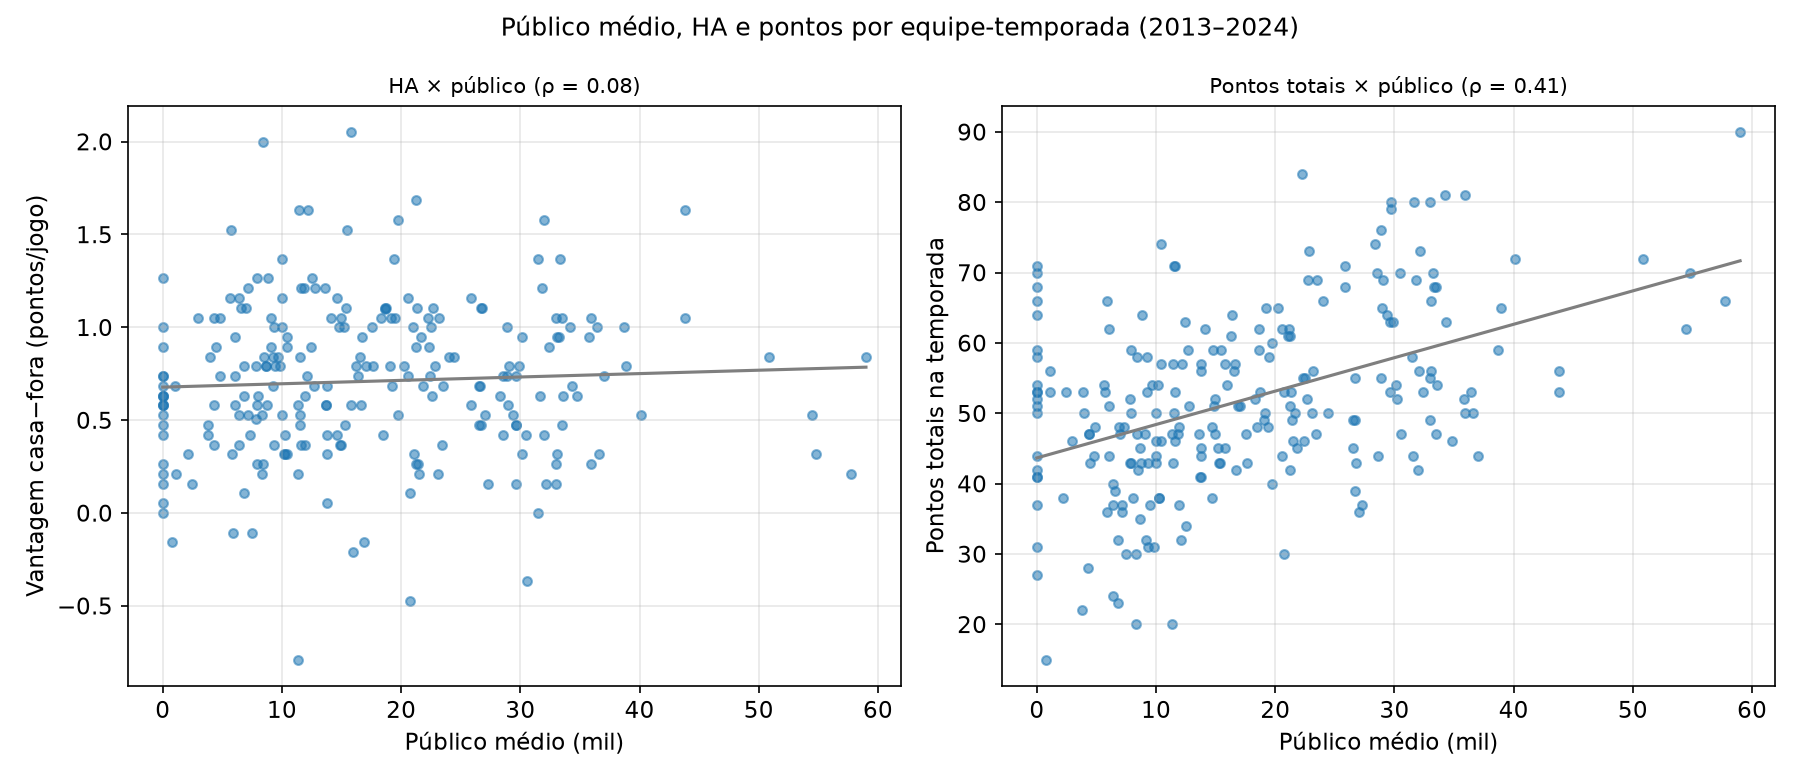 Público médio, HA e pontos por equipe-temporada (2013–2024)
HA × público (ρ = 0.08)
Vantagem casa−fora (pontos/jogo)
2.0
1.5
1.0
0.5
0.0
−0.5
0 10 20 30 40 50 60
Público médio (mil)
Pontos totais × público (ρ = 0.41)
Pontos totais na temporada
90
80
70
60
50
40
30
20
0 10 20 30 40 50 60
Público médio (mil)